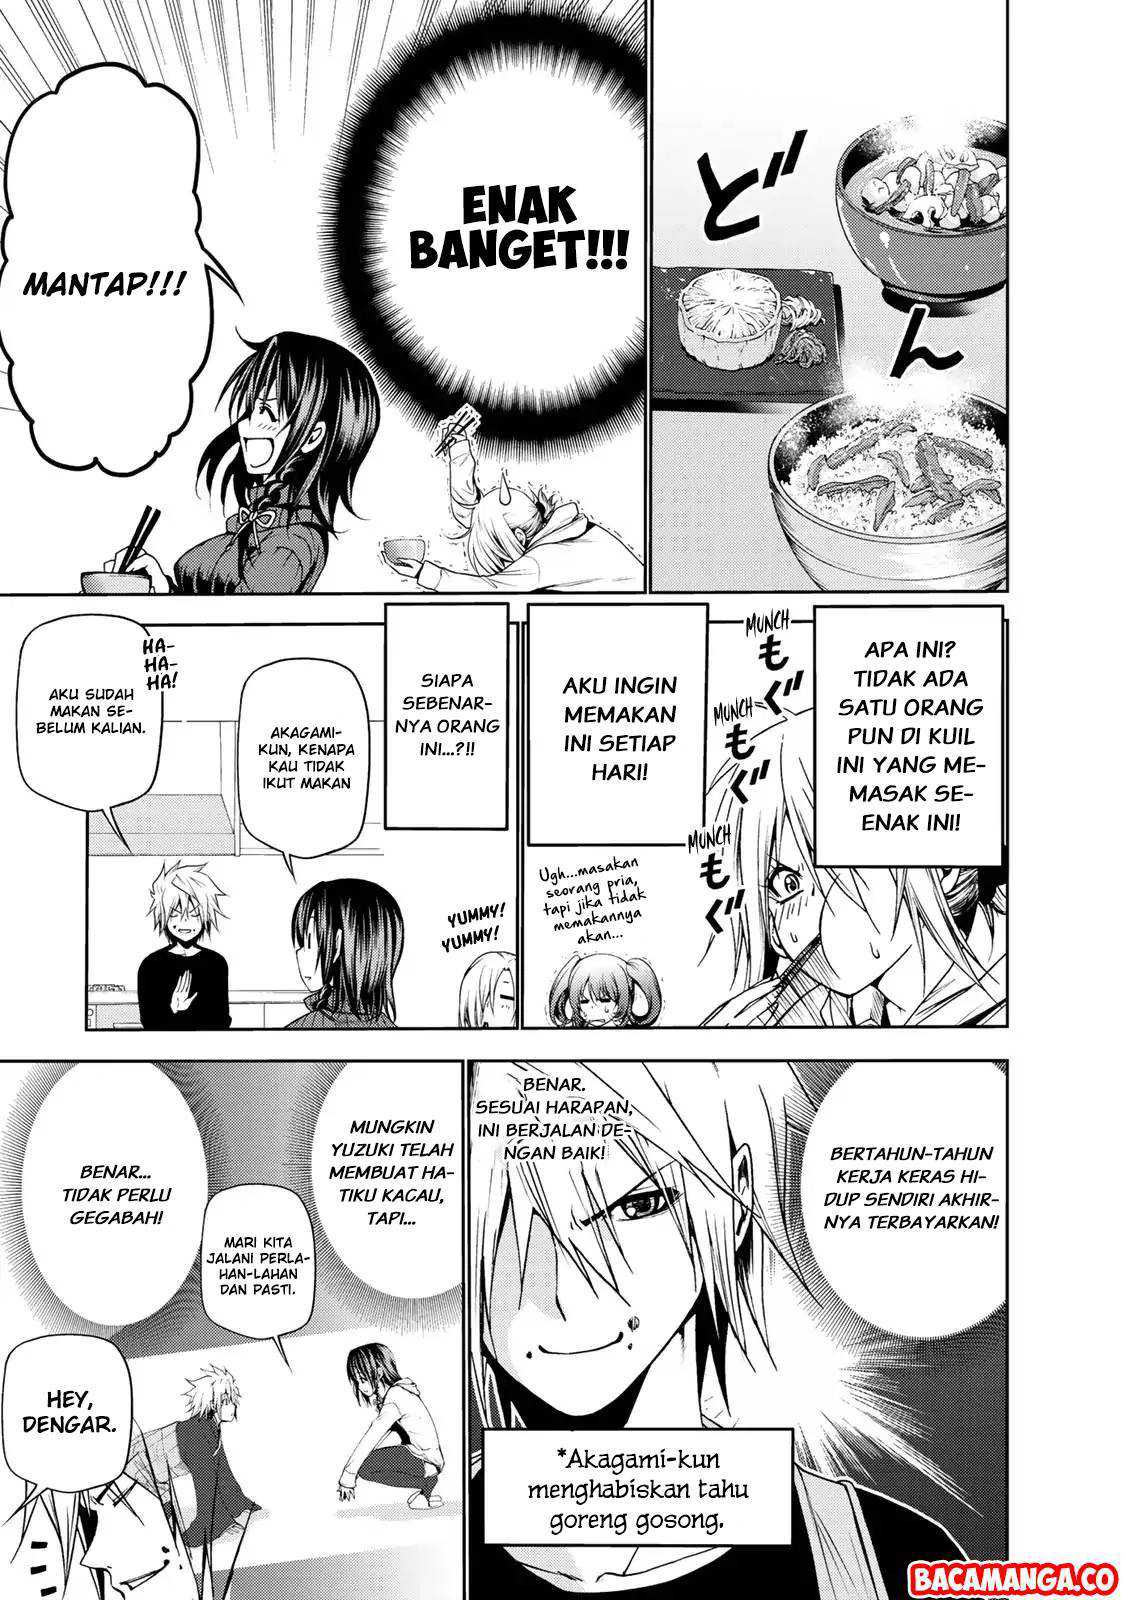 どん
ENAK
BANGET!!!
MANTAP!!!
APA INI?
TIDAK ADA
SATU ORANG
PUN DI KUIL
INI YANG ME-
MASAK SE-
ENAK INI!
MUNCH
もぐ
MUNCH
もぐ
MUNCH
もぐ
AKU INGIN
MEMAKAN
INI SETIAP
HARI!
Ugh...masakan
seorang pria,
tapi jika tidak
memakannya
akan...
SIAPA
SEBENAR-
NYA ORANG
INI...?!!
YUMMY!
YUMMY!
AKAGAMI-
KUN, KENAPA
KAU TIDAK
IKUT MAKAN
HA-
HA-
HA!
AKU SUDAH
MAKAN SE-
BELUM KALIAN.
BERTAHUN-TAHUN
KERJA KERAS HI-
DUP SENDIRI AKHIR-
NYA TERBAYARKAN!
BENAR.
SESUAI HARAPAN,
INI BERJALAN DE-
NGAN BAIK!
*Akagami-kun
menghabiskan tahu
goreng gosong.
MUNGKIN
YUZUKI TELAH
MEMBUAT HA-
TIKU KACAU,
TAPI...
MARI KITA
JALANI PERLA-
HAN-LAHAN
DAN PASTI.
BENAR...
TIDAK PERLU
GEGABAH!
HEY,
DENGAR.
BACAMANGA.CO